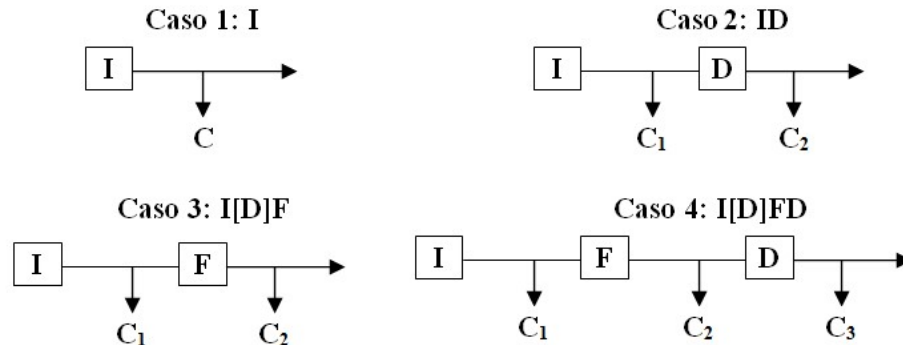 Caso 1: I
I
C
Caso 2: ID
I D
C₁ C₂
Caso 3: I[D]F
I F
C₁ C₂
Caso 4: I[D]FD
I F D
C₁ C₂ C₃